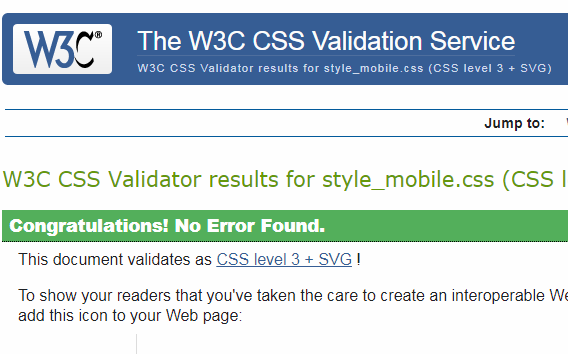 W3C®
The W3C CSS Validation Service
W3C CSS Validator results for style_mobile.css (CSS level 3 + SVG)
Jump to:
W3C CSS Validator results for style_mobile.css (CSS l
Congratulations! No Error Found.
This document validates as CSS level 3 + SVG !
To show your readers that you've taken the care to create an interoperable We
add this icon to your Web page: